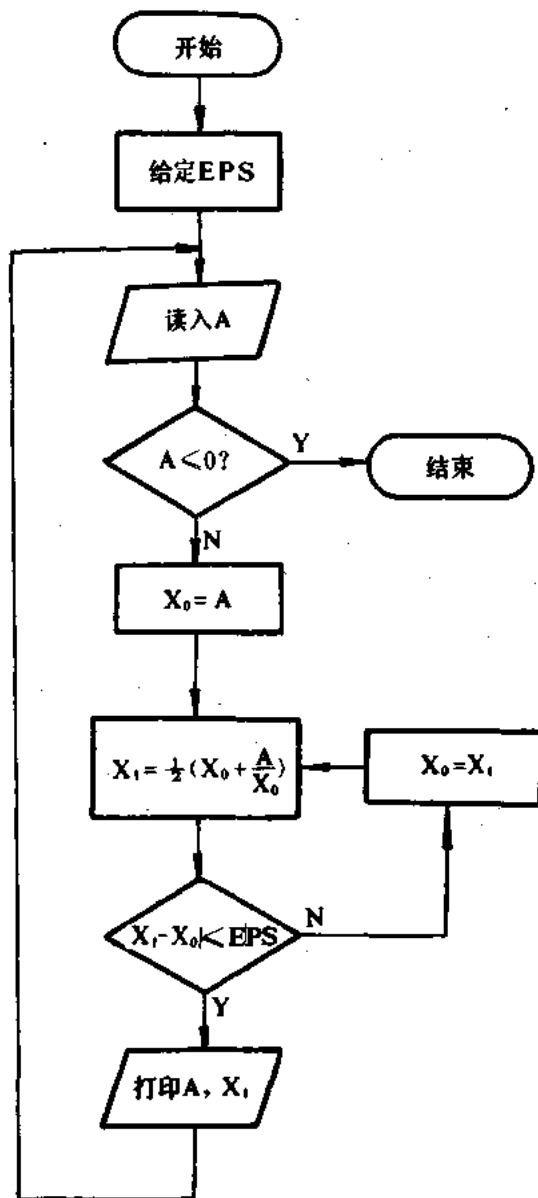 开始
给定EPS
读入A
A<0?
Y
结束
N
X₀= A
X₁=½(X₀+A/X₀)
X₀=X₁
X₁-X₀|<EPS
N
Y
打印A, X₁